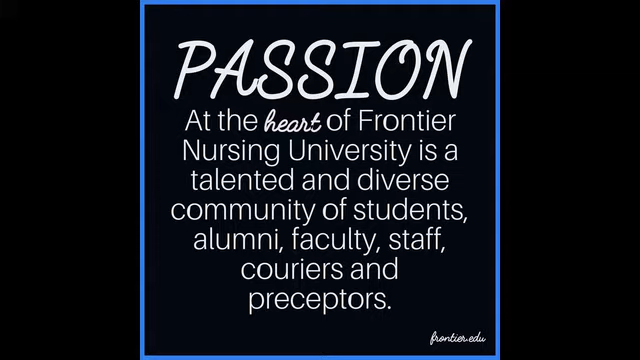 PASSION
At the heart of Frontier
Nursing University is a
talented and diverse
community of students,
alumni, faculty, staff,
couriers and
preceptors.
frontier.edu